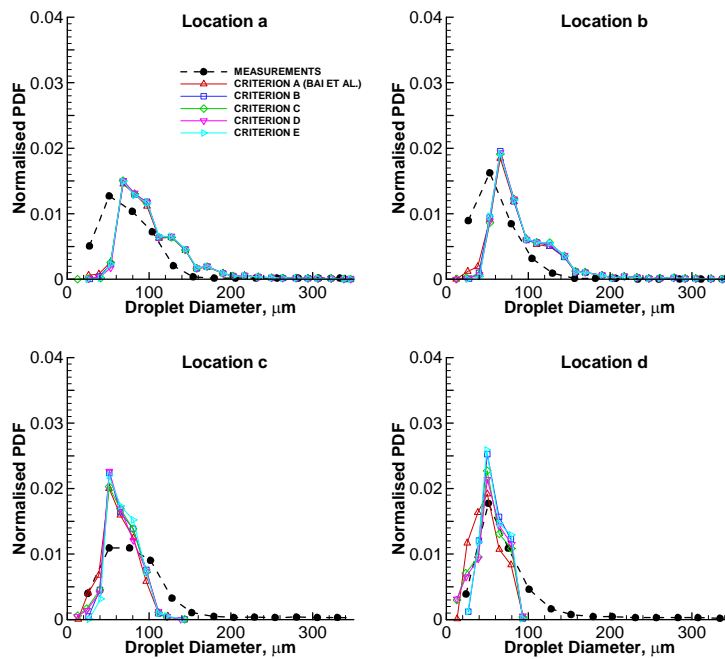 Location a
Normalised PDF
0.04
0.03
0.02
0.01
0
0
100
200
300
Droplet Diameter, μm
MEASUREMENTS
CRITERION A (BAI ET AL.)
CRITERION B
CRITERION C
CRITERION D
CRITERION E
Location b
Normalised PDF
0.04
0.03
0.02
0.01
0
0
100
200
300
Droplet Diameter, μm
Location c
Normalised PDF
0.04
0.03
0.02
0.01
0
0
100
200
300
Droplet Diameter, μm
Location d
Normalised PDF
0.04
0.03
0.02
0.01
0
0
100
200
300
Droplet Diameter, μm